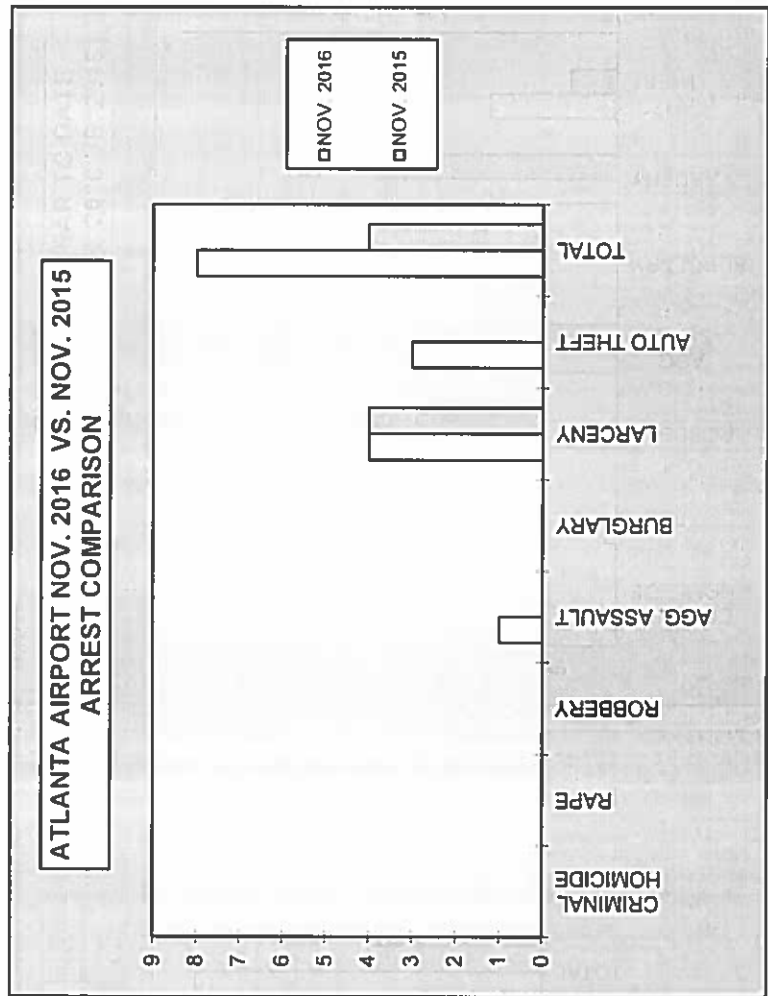 ATLANTA AIRPORT NOV. 2016 VS. NOV. 2015
ARREST COMPARISON
9
8
7
6
5
4
3
2
1
0
CRIMINAL
HOMICIDE
RAPE
ROBBERY
AGG. ASSAULT
BURGLARY
LARCENY
AUTO THEFT
TOTAL
NOV. 2016
NOV. 2015